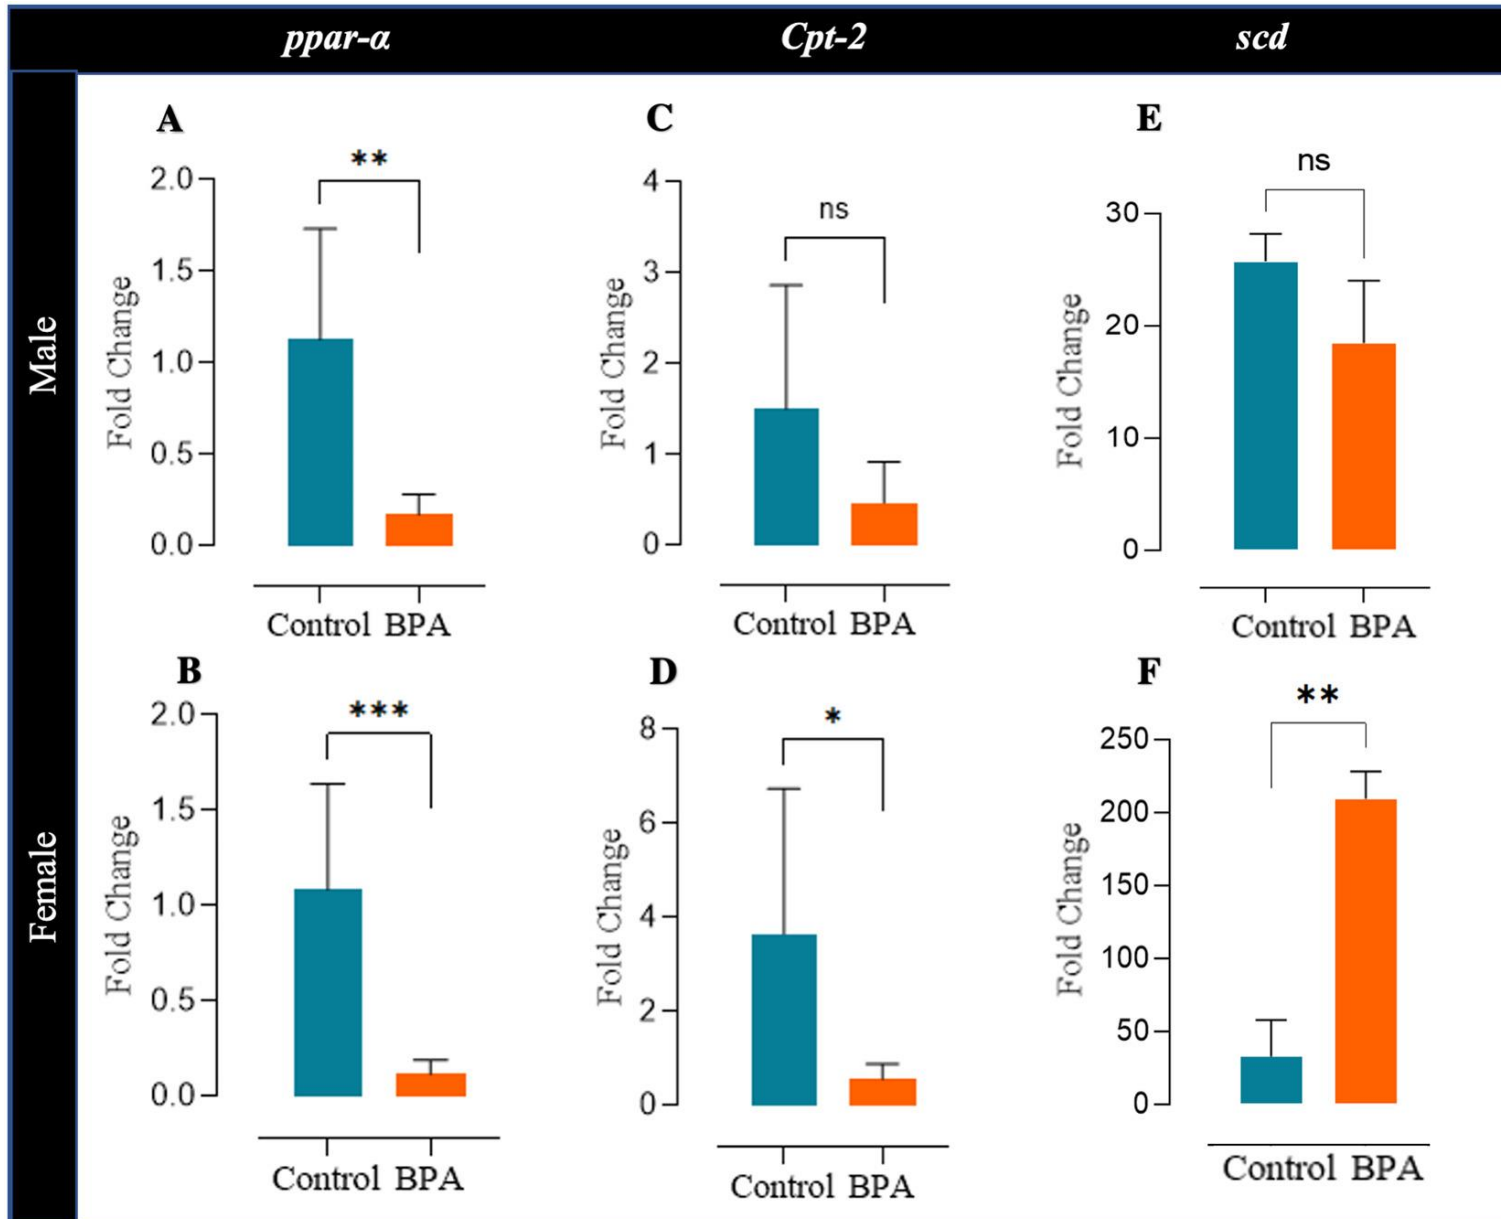 ppar-α Cpt-2 scd
Male
A
**
2.0
1.5
1.0
0.5
0.0
Fold Change
Control BPA
C
ns
4
3
2
1
0
Fold Change
Control BPA
E
ns
30
20
10
0
Fold Change
Control BPA
Female
B
***
2.0
1.5
1.0
0.5
0.0
Fold Change
Control BPA
D
*
8
6
4
2
0
Fold Change
Control BPA
F
**
250
200
150
100
50
0
Fold Change
Control BPA